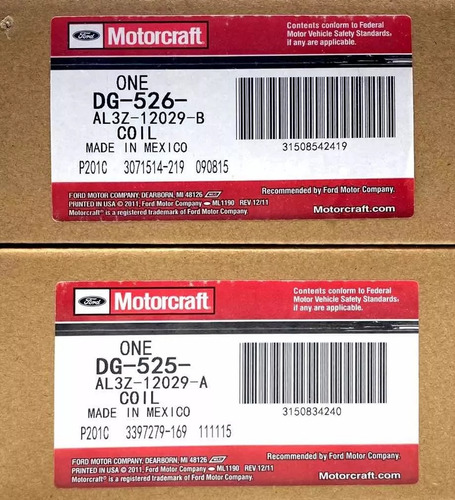 Ford
Motorcraft
Contents conform to Federal
Motor Vehicle Safety Standards,
if any are applicable.
ONE
DG-526-
AL3Z-12029-B
COIL
MADE IN MEXICO
31508542419
P201C 3071514-219 090815
FORD MOTOR COMPANY, DEARBORN, MI 48126
PRINTED IN USA © 2011, Ford Motor Company ML1190 REV 12/11
Motorcraft® is a registered trademark of Ford Motor Company.
Recommended by Ford Motor Company.
Motorcraft.com
Ford
Motorcraft
Contents conform to Federal
Motor Vehicle Safety Standards,
if any are applicable.
ONE
DG-525-
AL3Z-12029-A
COIL
MADE IN MEXICO
3150834240
P201C 3397279-169 111115
FORD MOTOR COMPANY, DEARBORN, MI 48126
PRINTED IN USA © 2011, Ford Motor Company ML1190 REV 12/11
Motorcraft® is a registered trademark of Ford Motor Company.
Recommended by Ford Motor Company.
Motorcraft.com